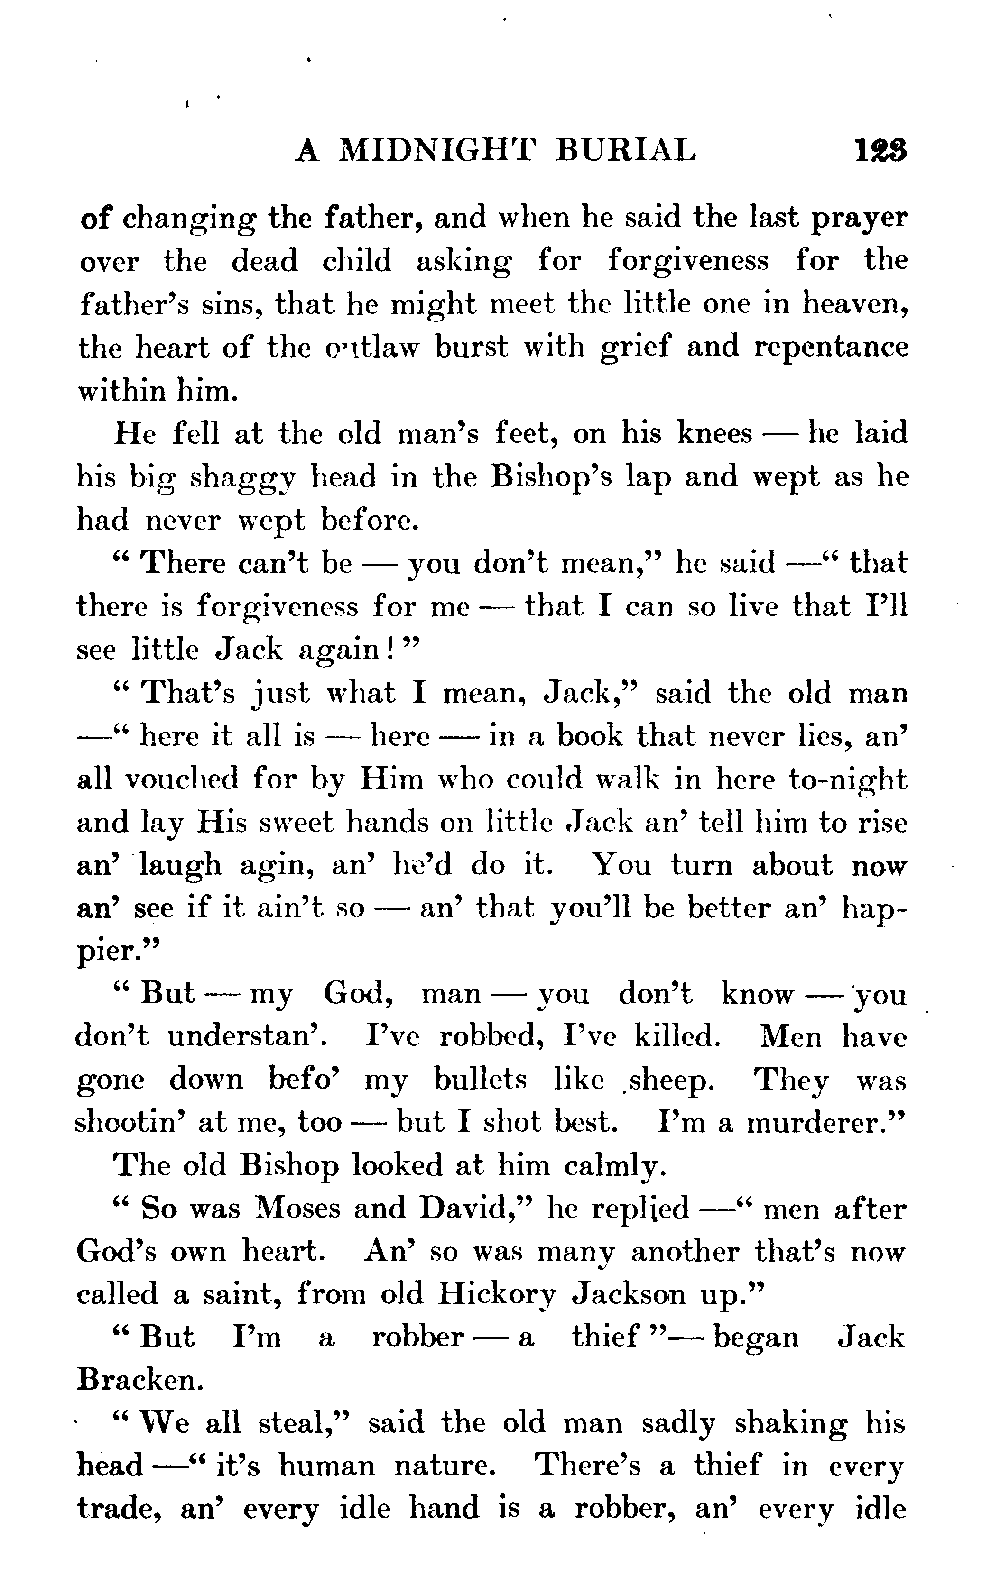 A MIDNIGHT BURIAL 123
of changing the father, and when he said the last prayer
over the dead child asking for forgiveness for the
father's sins, that he might meet the little one in heaven,
the heart of the outlaw burst with grief and repentance
within him.
He fell at the old man's feet, on his knees — he laid
his big shaggy head in the Bishop's lap and wept as he
had never wept before.
“ There can't be — you don't mean,” he said —“ that
there is forgiveness for me — that I can so live that I'll
see little Jack again! ”
“ That's just what I mean, Jack,” said the old man
—“ here it all is — here — in a book that never lies, an'
all vouched for by Him who could walk in here to-night
and lay His sweet hands on little Jack an' tell him to rise
an' laugh agin, an' he'd do it. You turn about now
an' see if it ain't so — an' that you'll be better an' hap-
pier.”
“ But — my God, man — you don't know — you
don't understan'. I've robbed, I've killed. Men have
gone down befo' my bullets like sheep. They was
shootin' at me, too — but I shot best. I'm a murderer.”
The old Bishop looked at him calmly.
“ So was Moses and David,” he replied —“ men after
God's own heart. An' so was many another that's now
called a saint, from old Hickory Jackson up.”
“ But I'm a robber — a thief ”— began Jack
Bracken.
“ We all steal,” said the old man sadly shaking his
head —“ it's human nature. There's a thief in every
trade, an' every idle hand is a robber, an' every idle